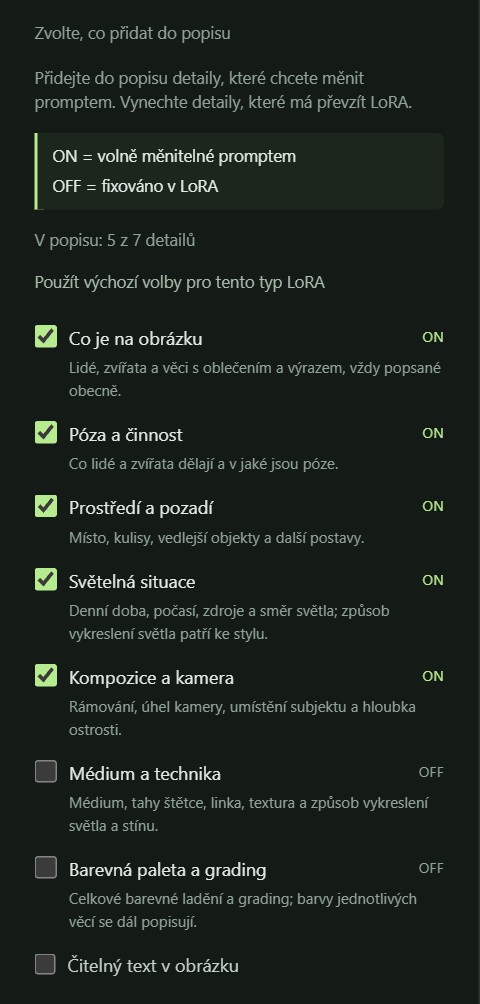 Zvolte, co přidat do popisu
Přidejte do popisu detaily, které chcete měnit
promptem. Vynechte detaily, které má převzít LoRA.
ON = volně měnitelné promptem
OFF = fixováno v LoRA
V popisu: 5 z 7 detailů
Použít výchozí volby pro tento typ LoRA
Co je na obrázku ON
Lidé, zvířata a věci s oblečením a výrazem, vždy popsané
obecně.
Póza a činnost ON
Co lidé a zvířata dělají a v jaké jsou póze.
Prostředí a pozadí ON
Místo, kulisy, vedlejší objekty a další postavy.
Světelná situace ON
Denní doba, počasí, zdroje a směr světla; způsob
vykreslení světla patří ke stylu.
Kompozice a kamera ON
Rámování, úhel kamery, umístění subjektu a hloubka
ostrosti.
Médium a technika OFF
Médium, tahy štětce, linka, textura a způsob vykreslení
světla a stínu.
Barevná paleta a grading OFF
Celkové barevné ladění a grading; barvy jednotlivých
věcí se dál popisují.
Čitelný text v obrázku